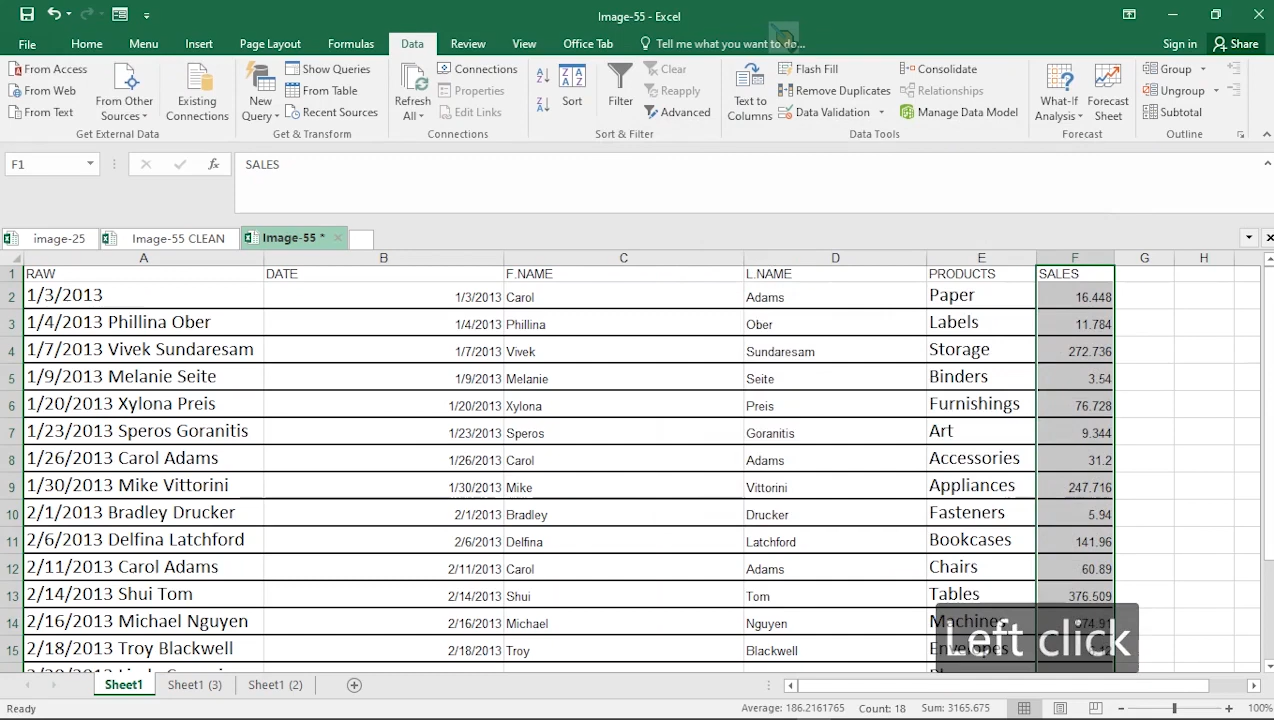 Image-55 - Excel
File Home Menu Insert Page Layout Formulas Data Review View Office Tab Tell me what you want to do... Sign in Share
From Access
From Web
From Text
From Other Sources
Existing Connections
Get External Data
New Query
Show Queries
From Table
Recent Sources
Get & Transform
Refresh All
Connections
Properties
Edit Links
Connections
Sort
Filter
Clear
Reapply
Advanced
Sort & Filter
Text to Columns
Flash Fill
Remove Duplicates
Data Validation
Consolidate
Relationships
Manage Data Model
Data Tools
What-If Analysis
Forecast Sheet
Forecast
Group
Ungroup
Subtotal
Outline
F1 fx SALES
image-25 Image-55 CLEAN Image-55 *
A B C D E F G H
1 RAW DATE F.NAME L.NAME PRODUCTS SALES
2 1/3/2013 1/3/2013 Carol Adams Paper 16.448
3 1/4/2013 Phillina Ober 1/4/2013 Phillina Ober Labels 11.784
4 1/7/2013 Vivek Sundaresam 1/7/2013 Vivek Sundaresam Storage 272.736
5 1/9/2013 Melanie Seite 1/9/2013 Melanie Seite Binders 3.54
6 1/20/2013 Xylona Preis 1/20/2013 Xylona Preis Furnishings 76.728
7 1/23/2013 Speros Goranitis 1/23/2013 Speros Goranitis Art 9.344
8 1/26/2013 Carol Adams 1/26/2013 Carol Adams Accessories 31.2
9 1/30/2013 Mike Vittorini 1/30/2013 Mike Vittorini Appliances 247.716
10 2/1/2013 Bradley Drucker 2/1/2013 Bradley Drucker Fasteners 5.94
11 2/6/2013 Delfina Latchford 2/6/2013 Delfina Latchford Bookcases 141.96
12 2/11/2013 Carol Adams 2/11/2013 Carol Adams Chairs 60.89
13 2/14/2013 Shui Tom 2/14/2013 Shui Tom Tables 376.509
14 2/16/2013 Michael Nguyen 2/16/2013 Michael Nguyen Machines
15 2/18/2013 Troy Blackwell 2/18/2013 Troy Blackwell Envelopes
Left click
Sheet1 Sheet1 (3) Sheet1 (2)
Ready Average: 186.2161765 Count: 18 Sum: 3165.675 100%